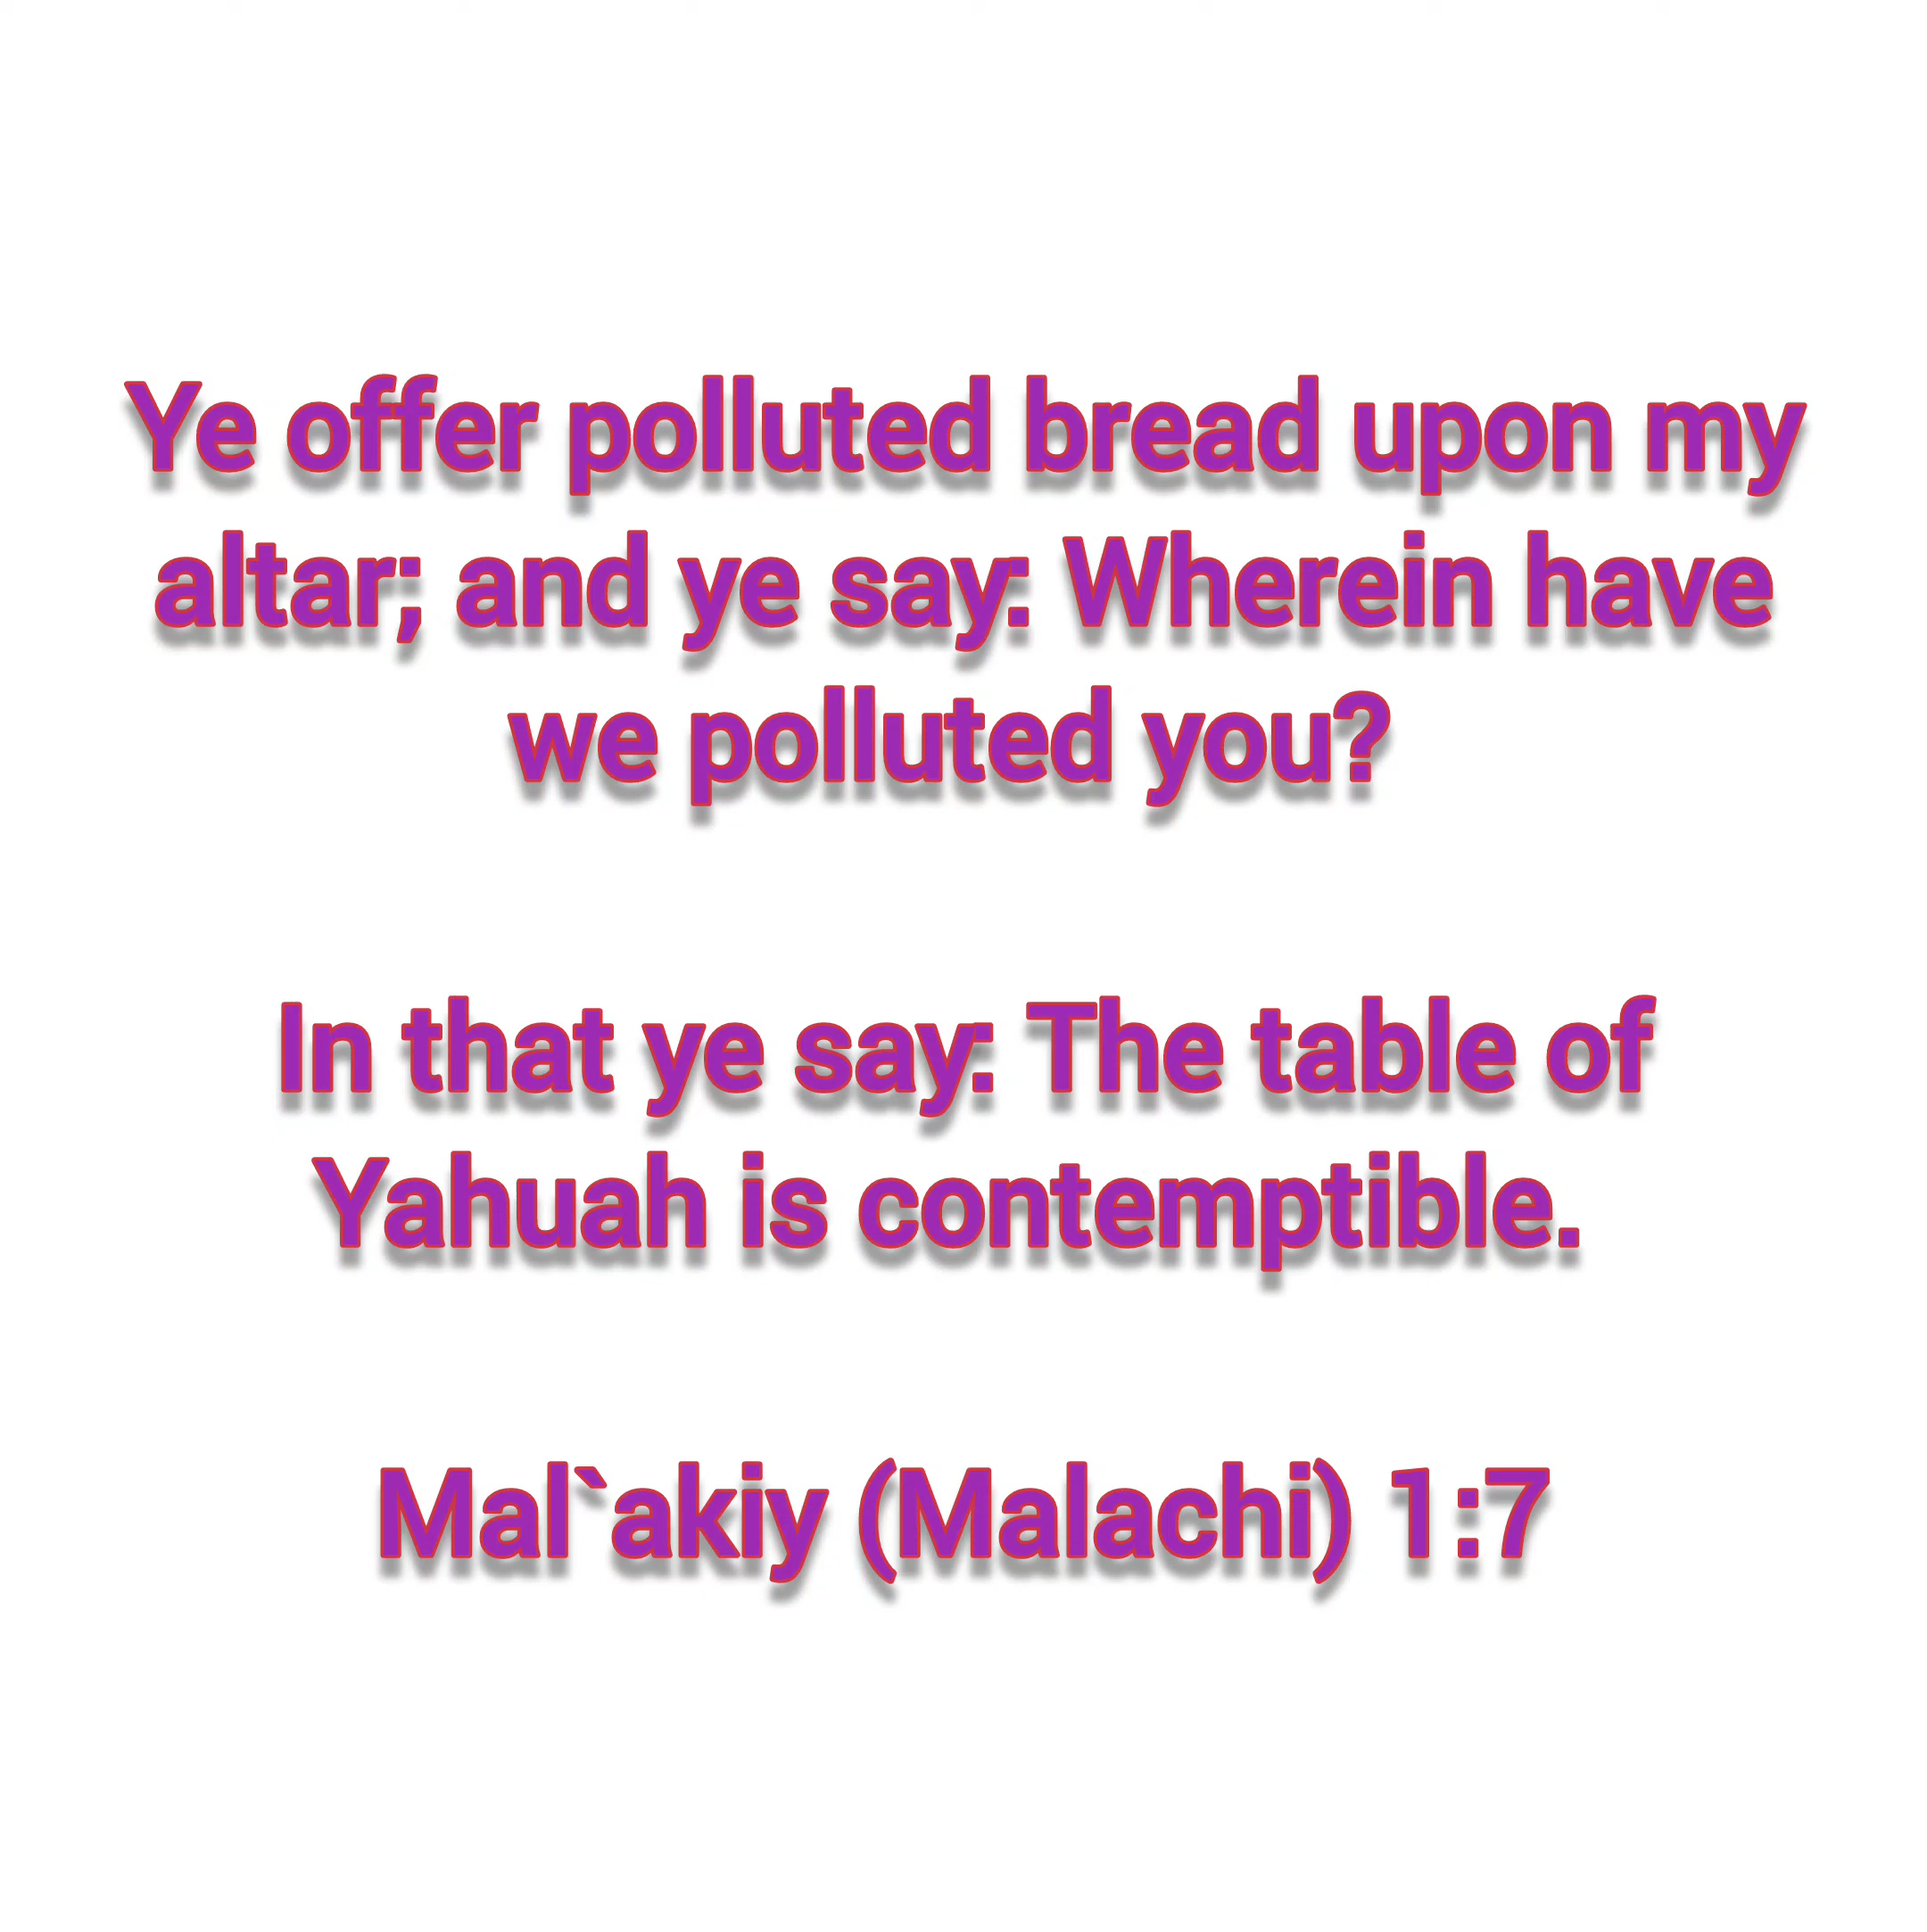 Ye offer polluted bread upon my
altar; and ye say: Wherein have
we polluted you?
In that ye say: The table of
Yahuah is contemptible.
Mal`akiy (Malachi) 1:7